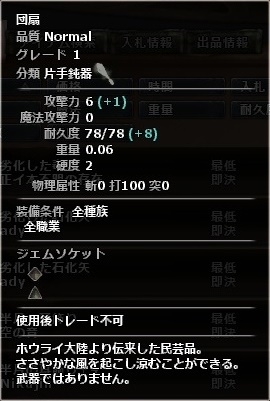 団扇
品質 Normal
グレード 1
分類 片手鈍器
攻撃力 6 (+1)
魔法攻撃力 0
耐久度 78/78 (+8)
重量 0.06
硬度 2
物理属性 斬0 打100 突0
装備条件 全種族
全職業
ジェムソケット
使用後トレード不可
ホウライ大陸より伝来した民芸品。
ささやかな風を起こし涼むことができる。
武器ではありません。
入札情報
出品情報
時間
重量
最低
即決
最低
即決
最低
即決